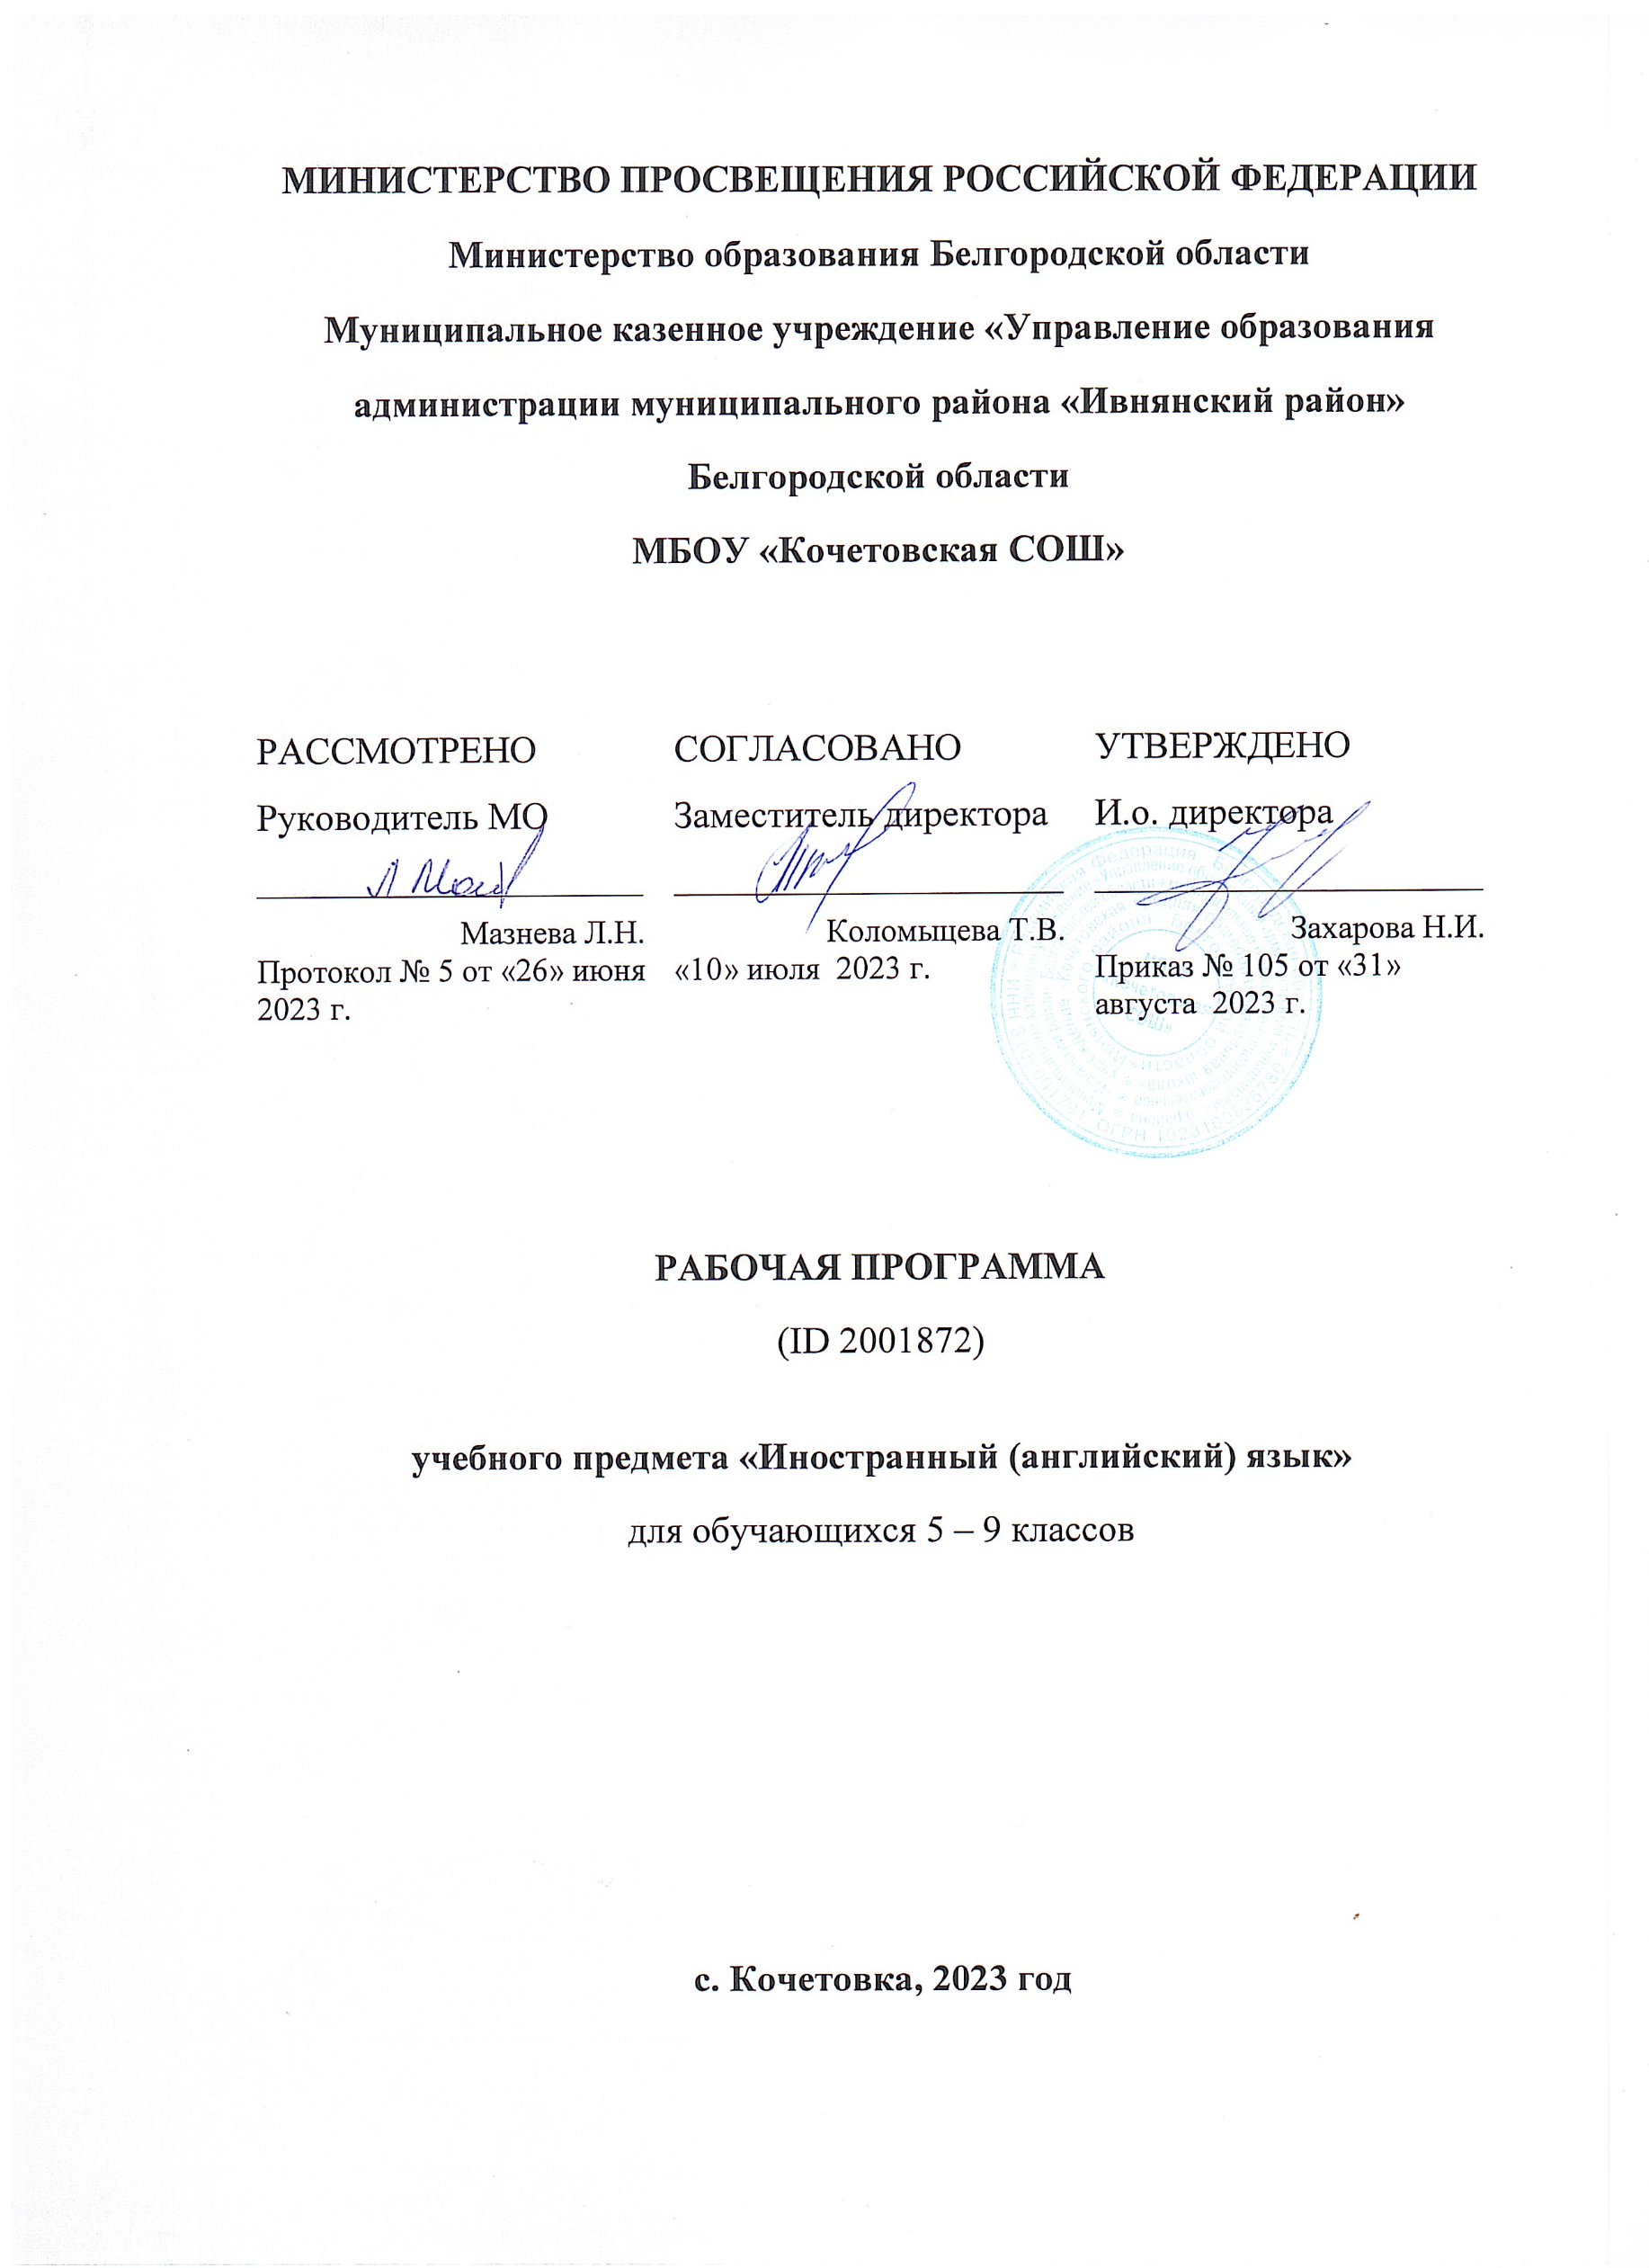 МИНИСТЕРСТВО ПРОСВЕЩЕНИЯ РОССИЙСКОЙ ФЕДЕРАЦИИ
Министерство образования Белгородской области
Муниципальное казенное учреждение «Управление образования
администрации муниципального района «Ивнянский район»
Белгородской области
МБОУ «Кочетовская СОШ»
РАССМОТРЕНО
Руководитель МО
Мазнева Л.Н.
Протокол № 5 от «26» июня
2023 г.
СОГЛАСОВАНО
Заместитель директора
Коломыцева Т.В.
«10» июля 2023 г.
УТВЕРЖДЕНО
И.о. директора
Захарова Н.И.
Приказ № 105 от «31»
августа 2023 г.
РАБОЧАЯ ПРОГРАММА
(ID 2001872)
учебного предмета «Иностранный (английский) язык»
для обучающихся 5 – 9 классов
с. Кочетовка, 2023 год